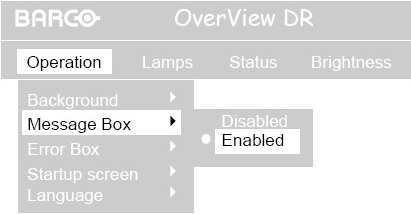 BARCO OverView DR
Operation Lamps Status Brightness
Background
Message Box
Error Box
Startup screen
Language
Disabled
Enabled